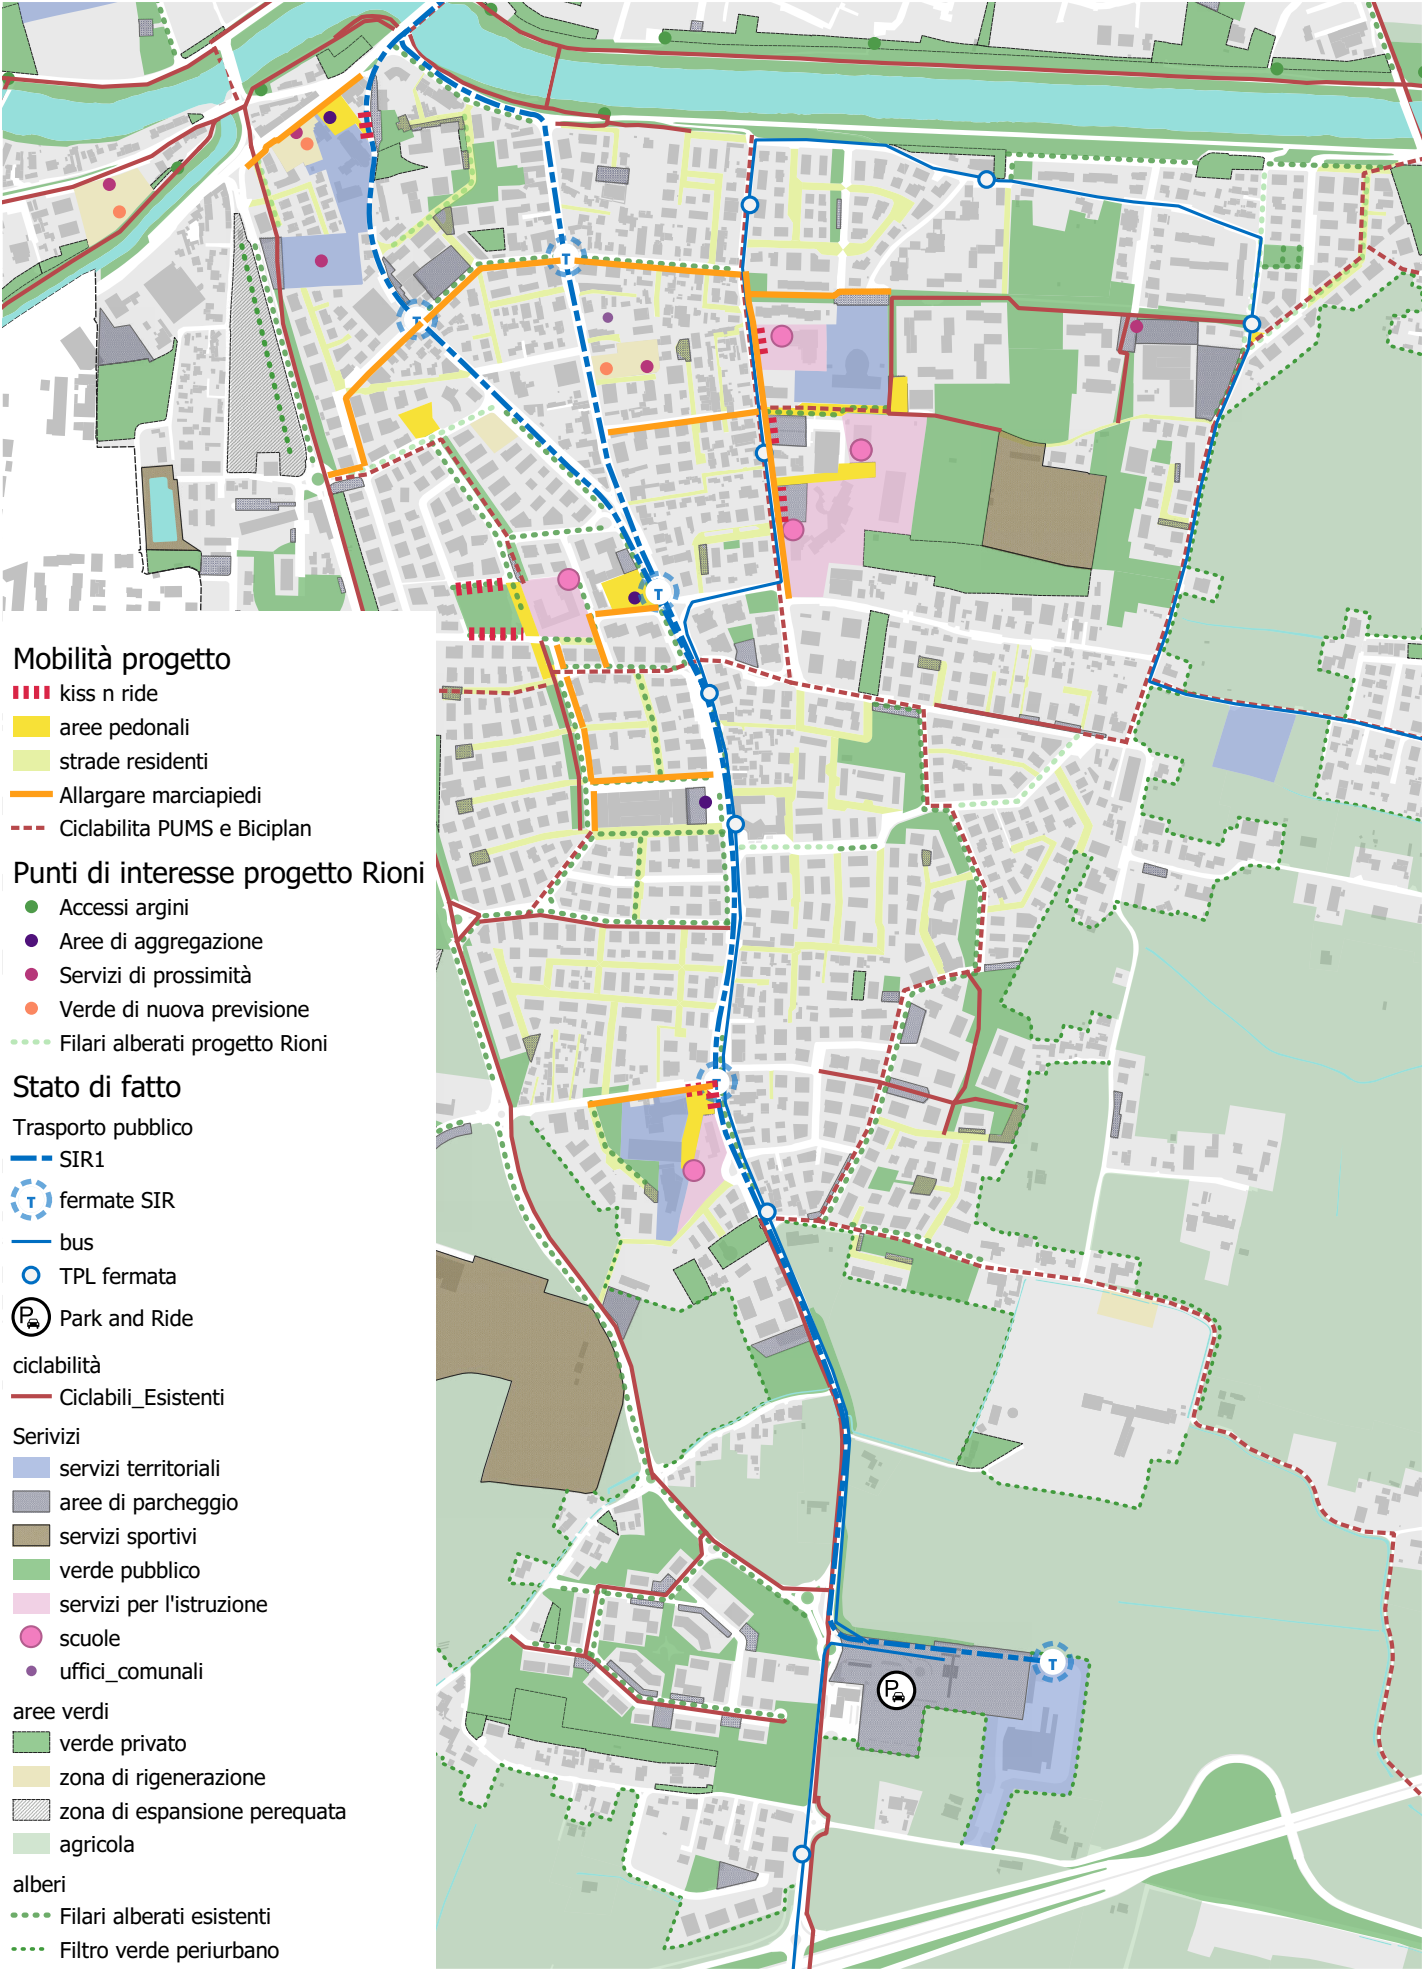 T
T
T
Mobilità progetto
kiss n ride
aree pedonali
strade residenti
Allargare marciapiedi
Ciclabilita PUMS e Biciplan
Punti di interesse progetto Rioni
Accessi argini
Aree di aggregazione
Servizi di prossimità
Verde di nuova previsione
Filari alberati progetto Rioni
Stato di fatto
Trasporto pubblico
SIR1
T fermate SIR
bus
TPL fermata
P Park and Ride
ciclabilità
Ciclabili_Esistenti
Serivizi
servizi territoriali
aree di parcheggio
servizi sportivi
verde pubblico
servizi per l'istruzione
scuole
uffici_comunali
aree verdi
verde privato
zona di rigenerazione
zona di espansione perequata
agricola
alberi
Filari alberati esistenti
Filtro verde periurbano
T
T
P